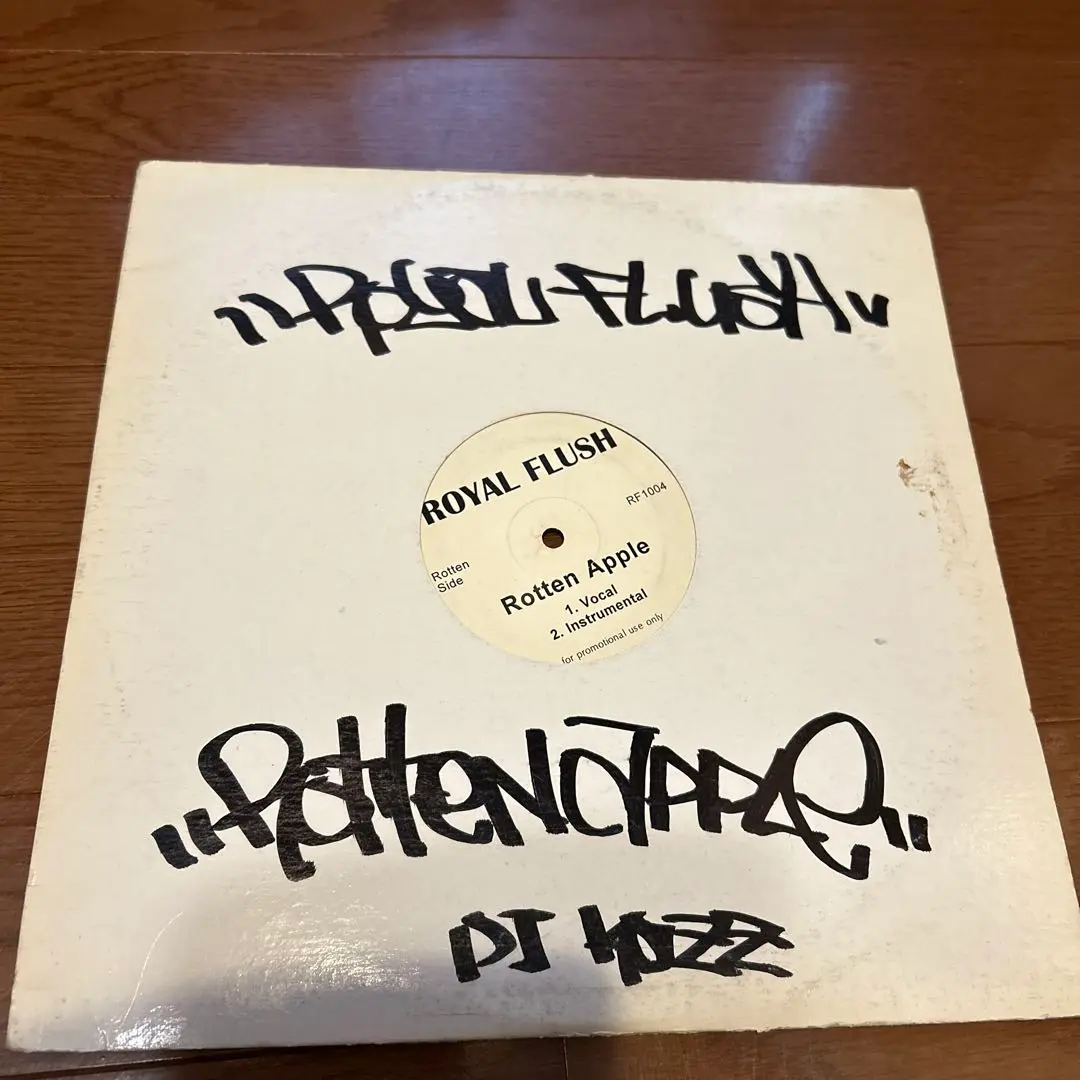 "ROYAL FLUSH"
ROYAL FLUSH
RF1004
Rotten
Side
Rotten Apple
1. Vocal
2. Instrumental
for promotional use only
"Rotten APPLe"
DJ